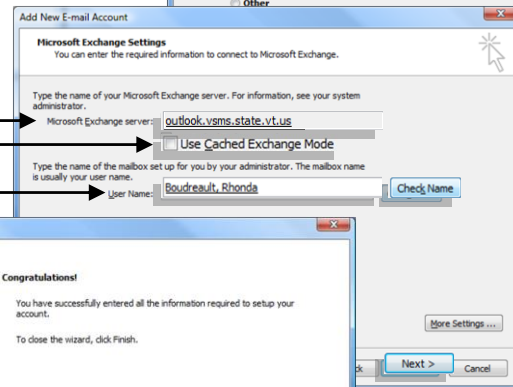 Other
Add New E-mail Account
Microsoft Exchange Settings
You can enter the required information to connect to Microsoft Exchange.
Type the name of your Microsoft Exchange server. For information, see your system
administrator.
Microsoft Exchange server: outlook.vsms.state.vt.us
Use Cached Exchange Mode
Type the name of the mailbox set up for you by your administrator. The mailbox name
is usually your user name.
User Name: Boudreault, Rhonda Check Name
Congratulations!
You have successfully entered all the information required to setup your
account.
To close the wizard, click Finish.
More Settings ...
Next > Cancel